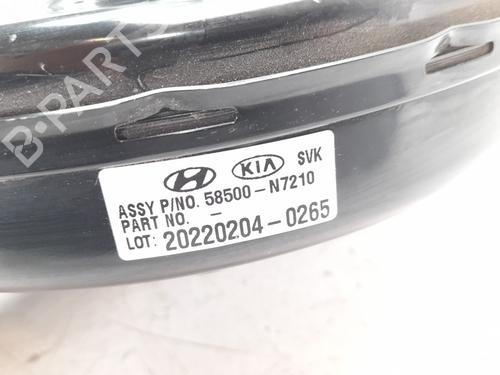 B-PARTS
KIA SVK
ASSY P/NO. 58500-N7210
PART NO. -
LOT: 20220204-0265